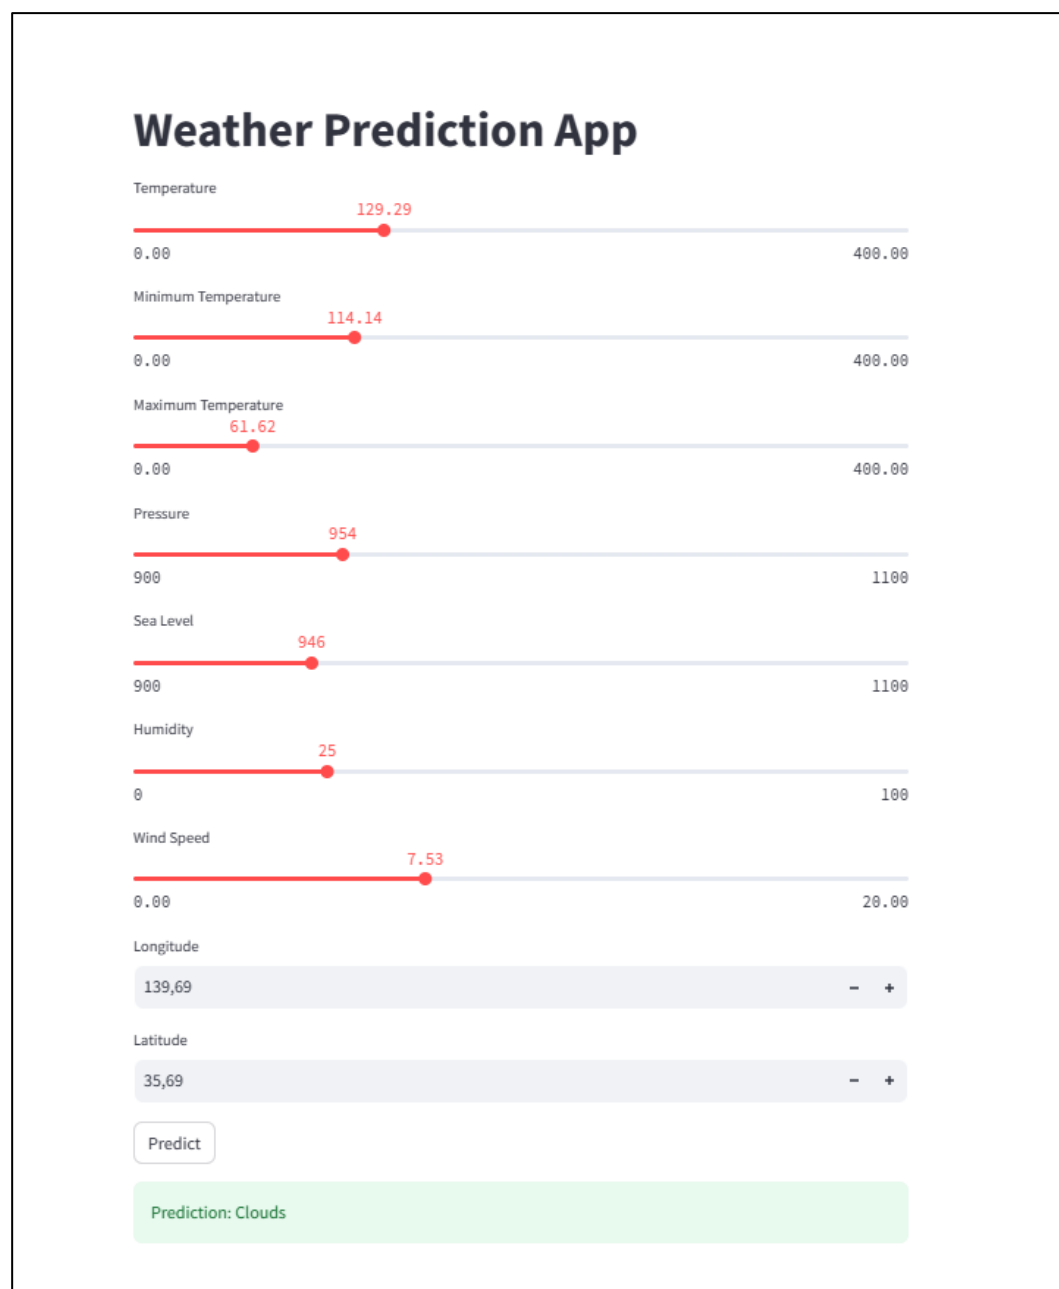 Weather Prediction App
Temperature
129.29
0.00 400.00
Minimum Temperature
114.14
0.00 400.00
Maximum Temperature
61.62
0.00 400.00
Pressure
954
900 1100
Sea Level
946
900 1100
Humidity
25
0 100
Wind Speed
7.53
0.00 20.00
Longitude
139,69 − +
Latitude
35,69 − +
Predict
Prediction: Clouds